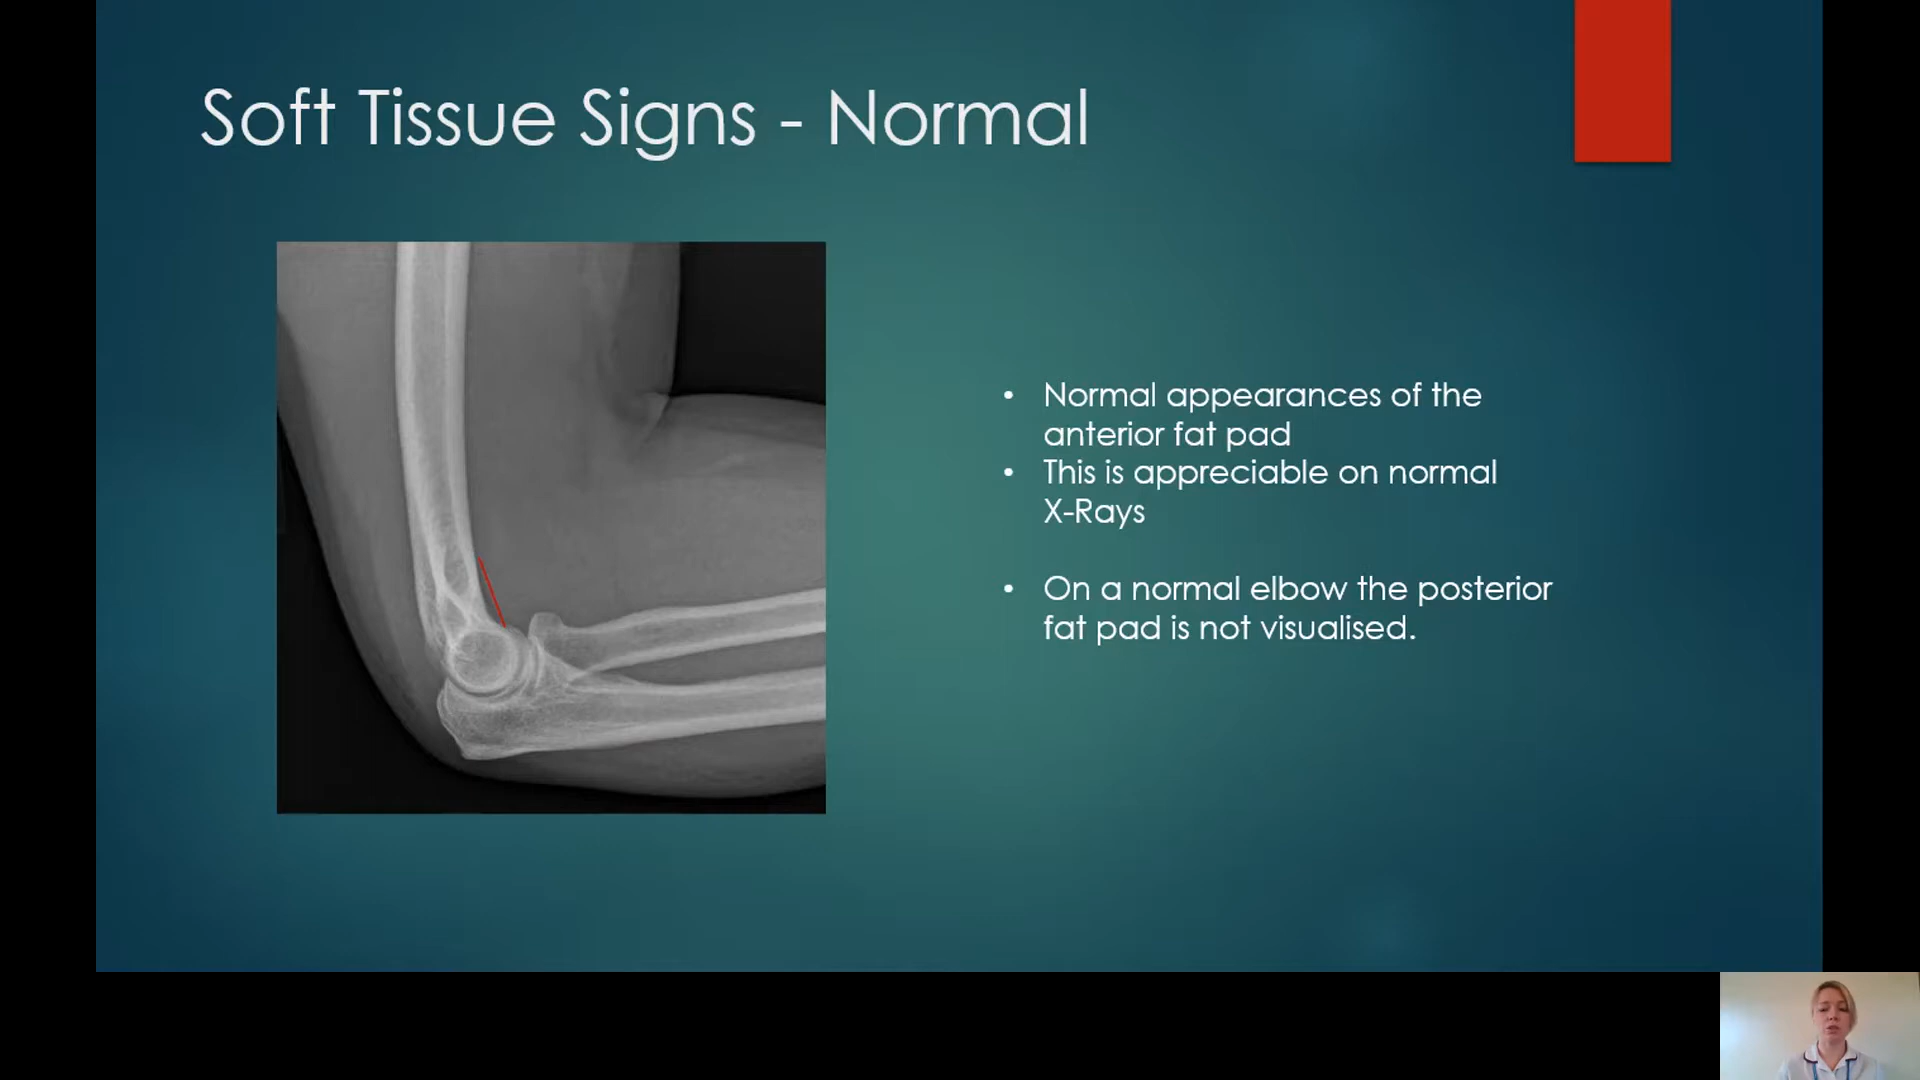 Soft Tissue Signs - Normal
• Normal appearances of the
anterior fat pad
• This is appreciable on normal
X-Rays
• On a normal elbow the posterior
fat pad is not visualised.